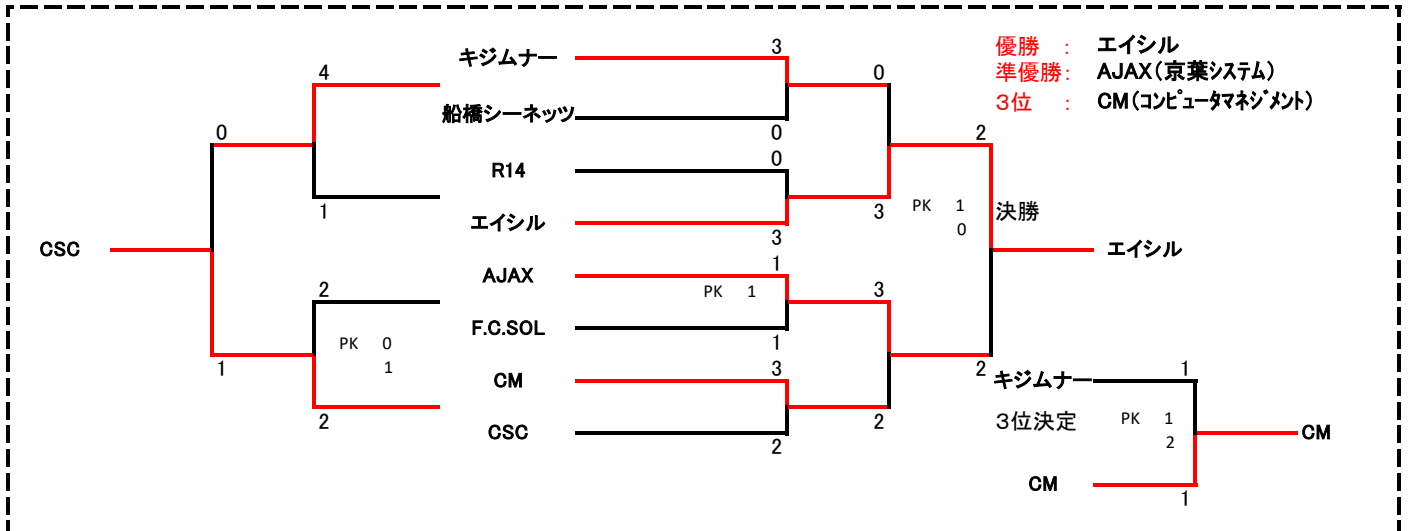 優勝 : エイシル
準優勝: AJAX(京葉システム)
3位 : CM(コンピュータマネジメント)
キジムナー 3
4 0
船橋シーネッツ
0 0 2
R14 0
1 3 PK 1 決勝
エイシル 0
3
CSC エイシル
AJAX 1
2 PK 1 3
F.C.SOL
PK 0 1
1 1 2
CM 3 キジムナー 1
2 2 3位決定 PK 1
CSC 2 2 CM
CM 1